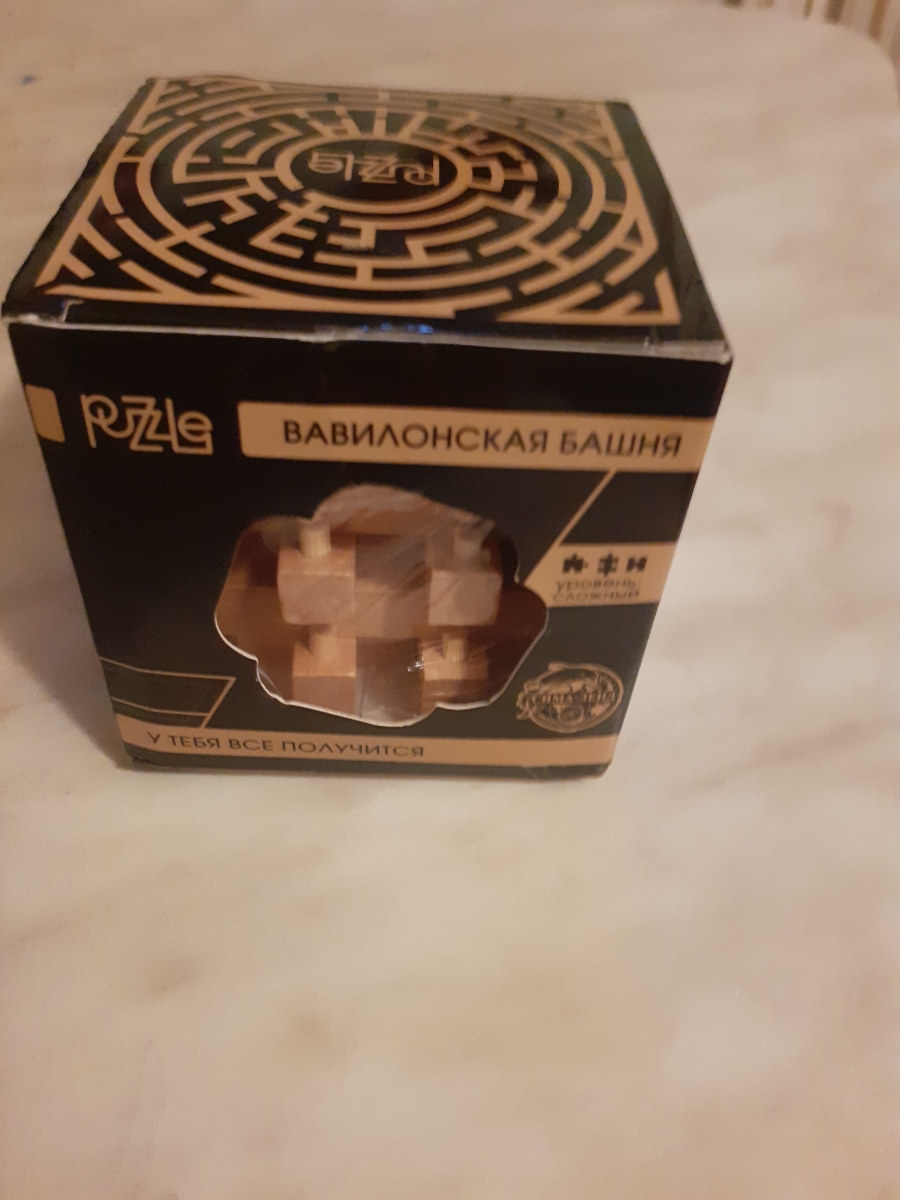 PUZZLE
PUZZLE
ВАВИЛОНСКАЯ БАШНЯ
уровень:
сложный
У ТЕБЯ ВСЕ ПОЛУЧИТСЯ